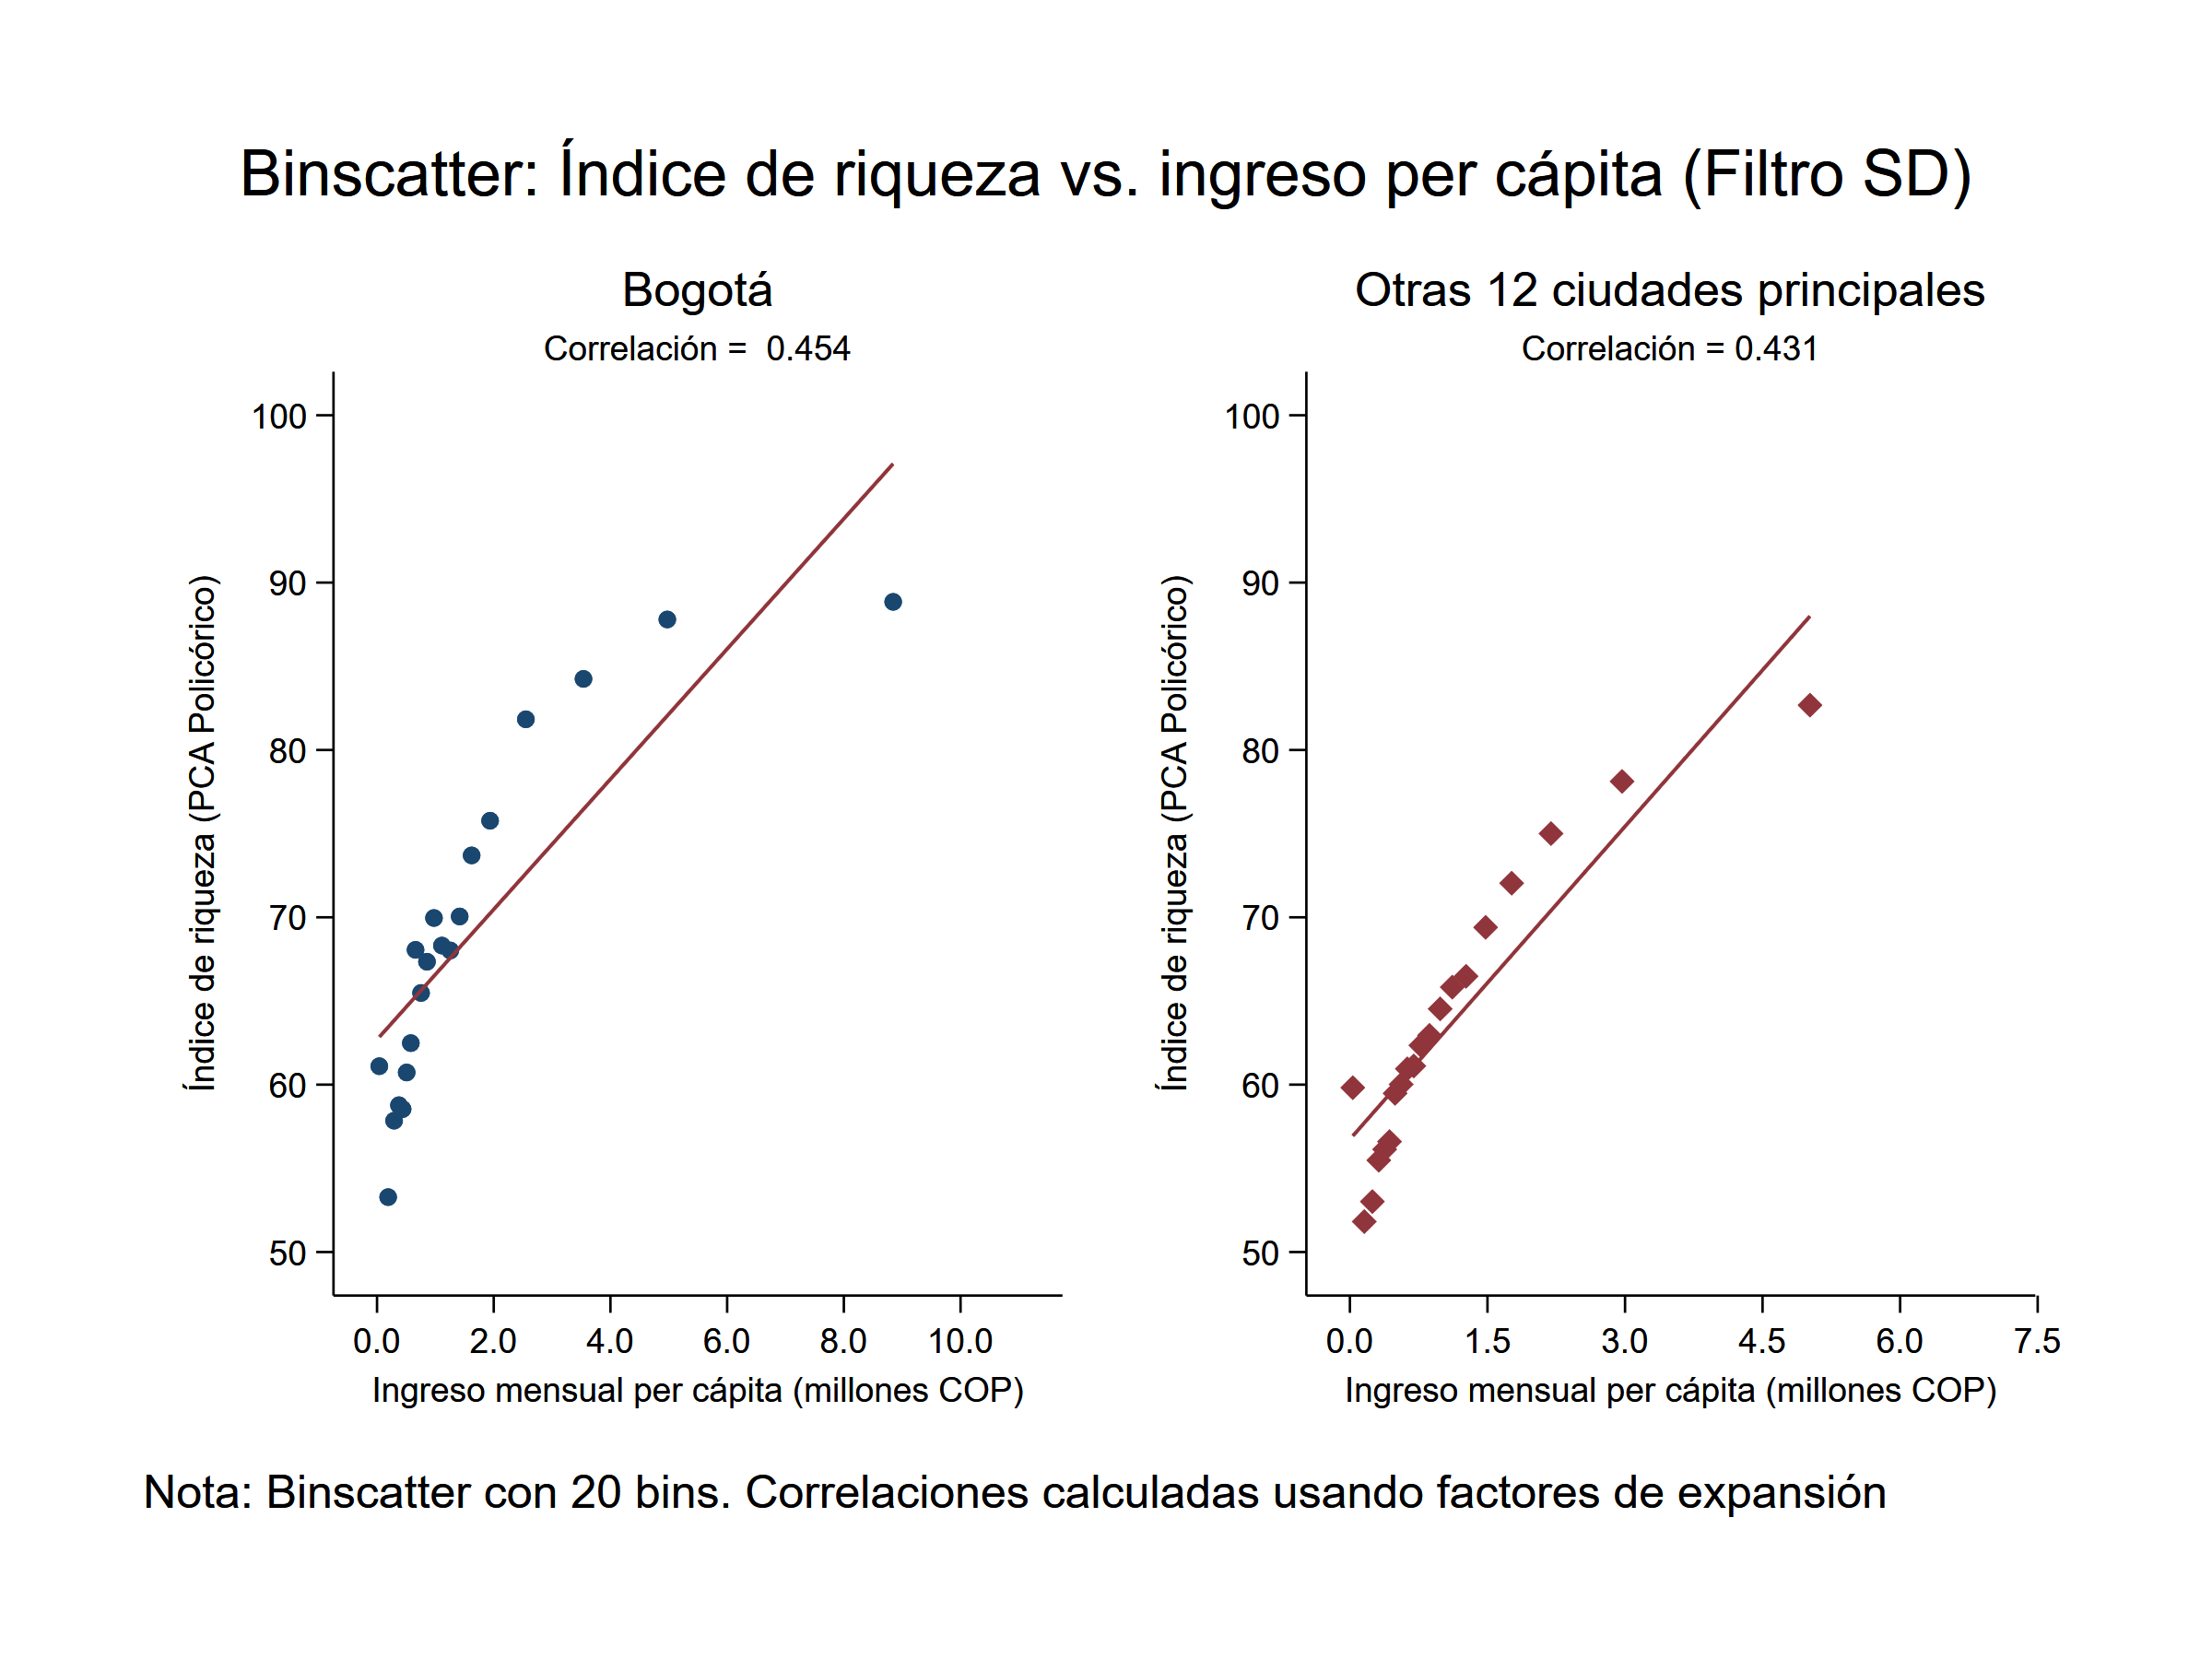 Binscatter: Índice de riqueza vs. ingreso per cápita (Filtro SD)
Bogotá
Correlación =  0.454
100
90
80
70
60
50
Índice de riqueza (PCA Policórico)
0.0 2.0 4.0 6.0 8.0 10.0
Ingreso mensual per cápita (millones COP)
Otras 12 ciudades principales
Correlación = 0.431
100
90
80
70
60
50
Índice de riqueza (PCA Policórico)
0.0 1.5 3.0 4.5 6.0 7.5
Ingreso mensual per cápita (millones COP)
Nota: Binscatter con 20 bins. Correlaciones calculadas usando factores de expansión